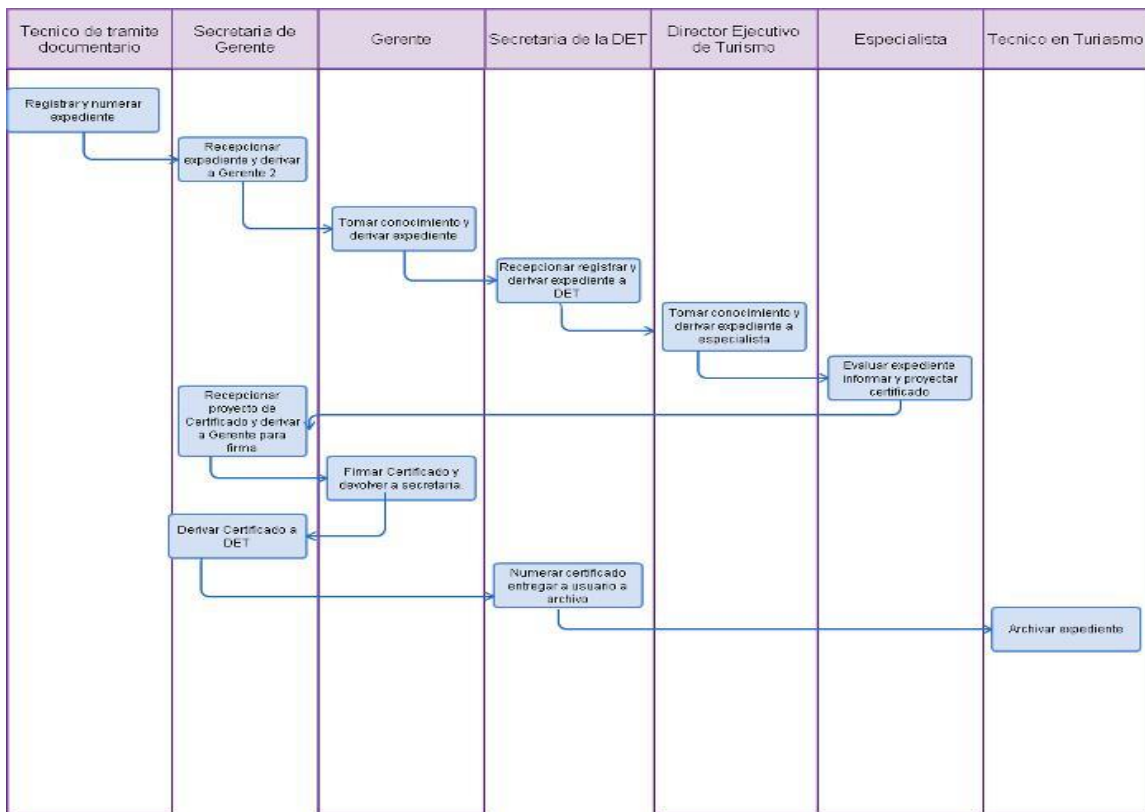 Tecnico de tramite
documentario
Secretaria de
Gerente
Gerente
Secretaria de la DET
Director Ejecutivo
de Turismo
Especialista
Tecnico en Turiasmo
Registrar y numerar
expediente
Recepcionar
expediente y derivar
a Gerente 2
Tomar conocimiento y
derivar expediente
Recepcionar registrar y
derivar expediente a
DET
Tomar conocimiento y
derivar expediente a
especialista
Evaluar expediente
informar y proyectar
certificado
Recepcionar
proyecto de
Certificado y derivar
a Gerente para
firma
Firmar Certificado y
devolver a secretaria.
Derivar Certificado a
DET
Numerar certificado
entregar a usuario a
archivo
Archivar expediente